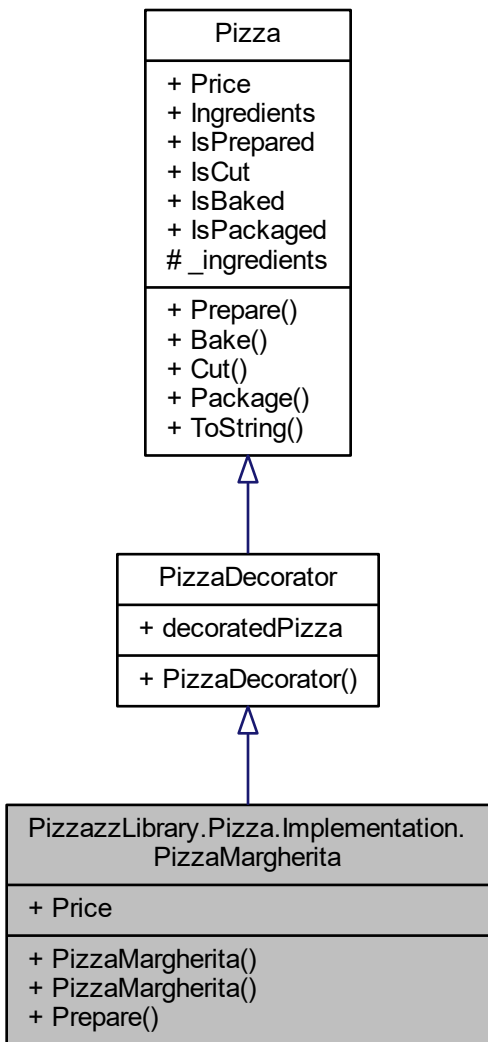 Pizza
+ Price
+ Ingredients
+ IsPrepared
+ IsCut
+ IsBaked
+ IsPackaged
# _ingredients
+ Prepare()
+ Bake()
+ Cut()
+ Package()
+ ToString()
PizzaDecorator
+ decoratedPizza
+ PizzaDecorator()
PizzazzLibrary.Pizza.Implementation.
PizzaMargherita
+ Price
+ PizzaMargherita()
+ PizzaMargherita()
+ Prepare()